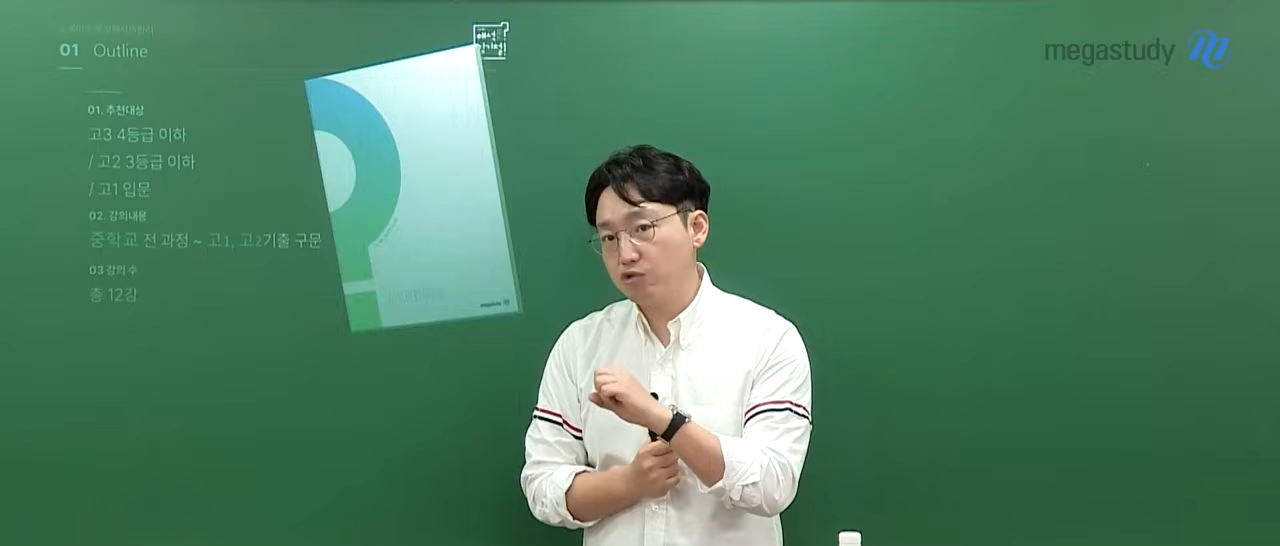 01 Outline
megastudy
01. 추천대상
고3 4등급 이하
/ 고2 3등급 이하
/ 고1 입문
02. 강의내용
중학교 전 과정 ~ 고1, 고2기출 구문
03 강의 수
총 12강
megastudy